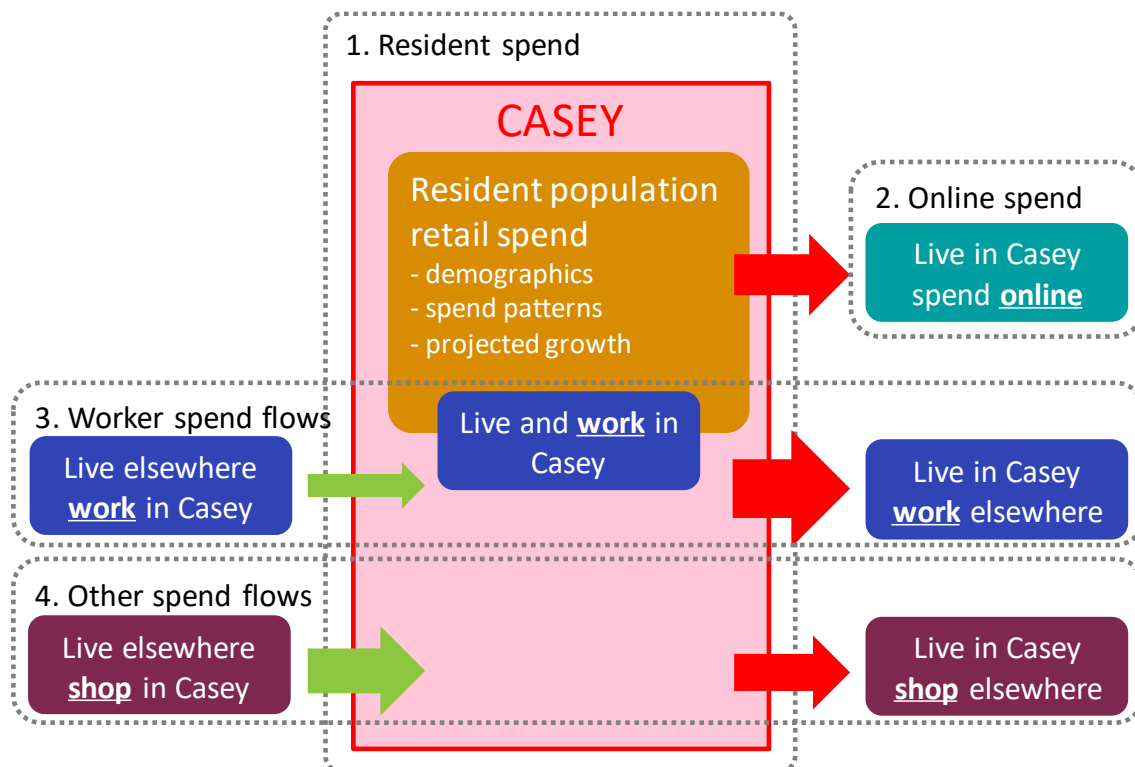 1. Resident spend
CASEY
Resident population
retail spend
- demographics
- spend patterns
- projected growth
2. Online spend
Live in Casey
spend online
3. Worker spend flows
Live elsewhere
work in Casey
Live and work in
Casey
Live in Casey
work elsewhere
4. Other spend flows
Live elsewhere
shop in Casey
Live in Casey
shop elsewhere